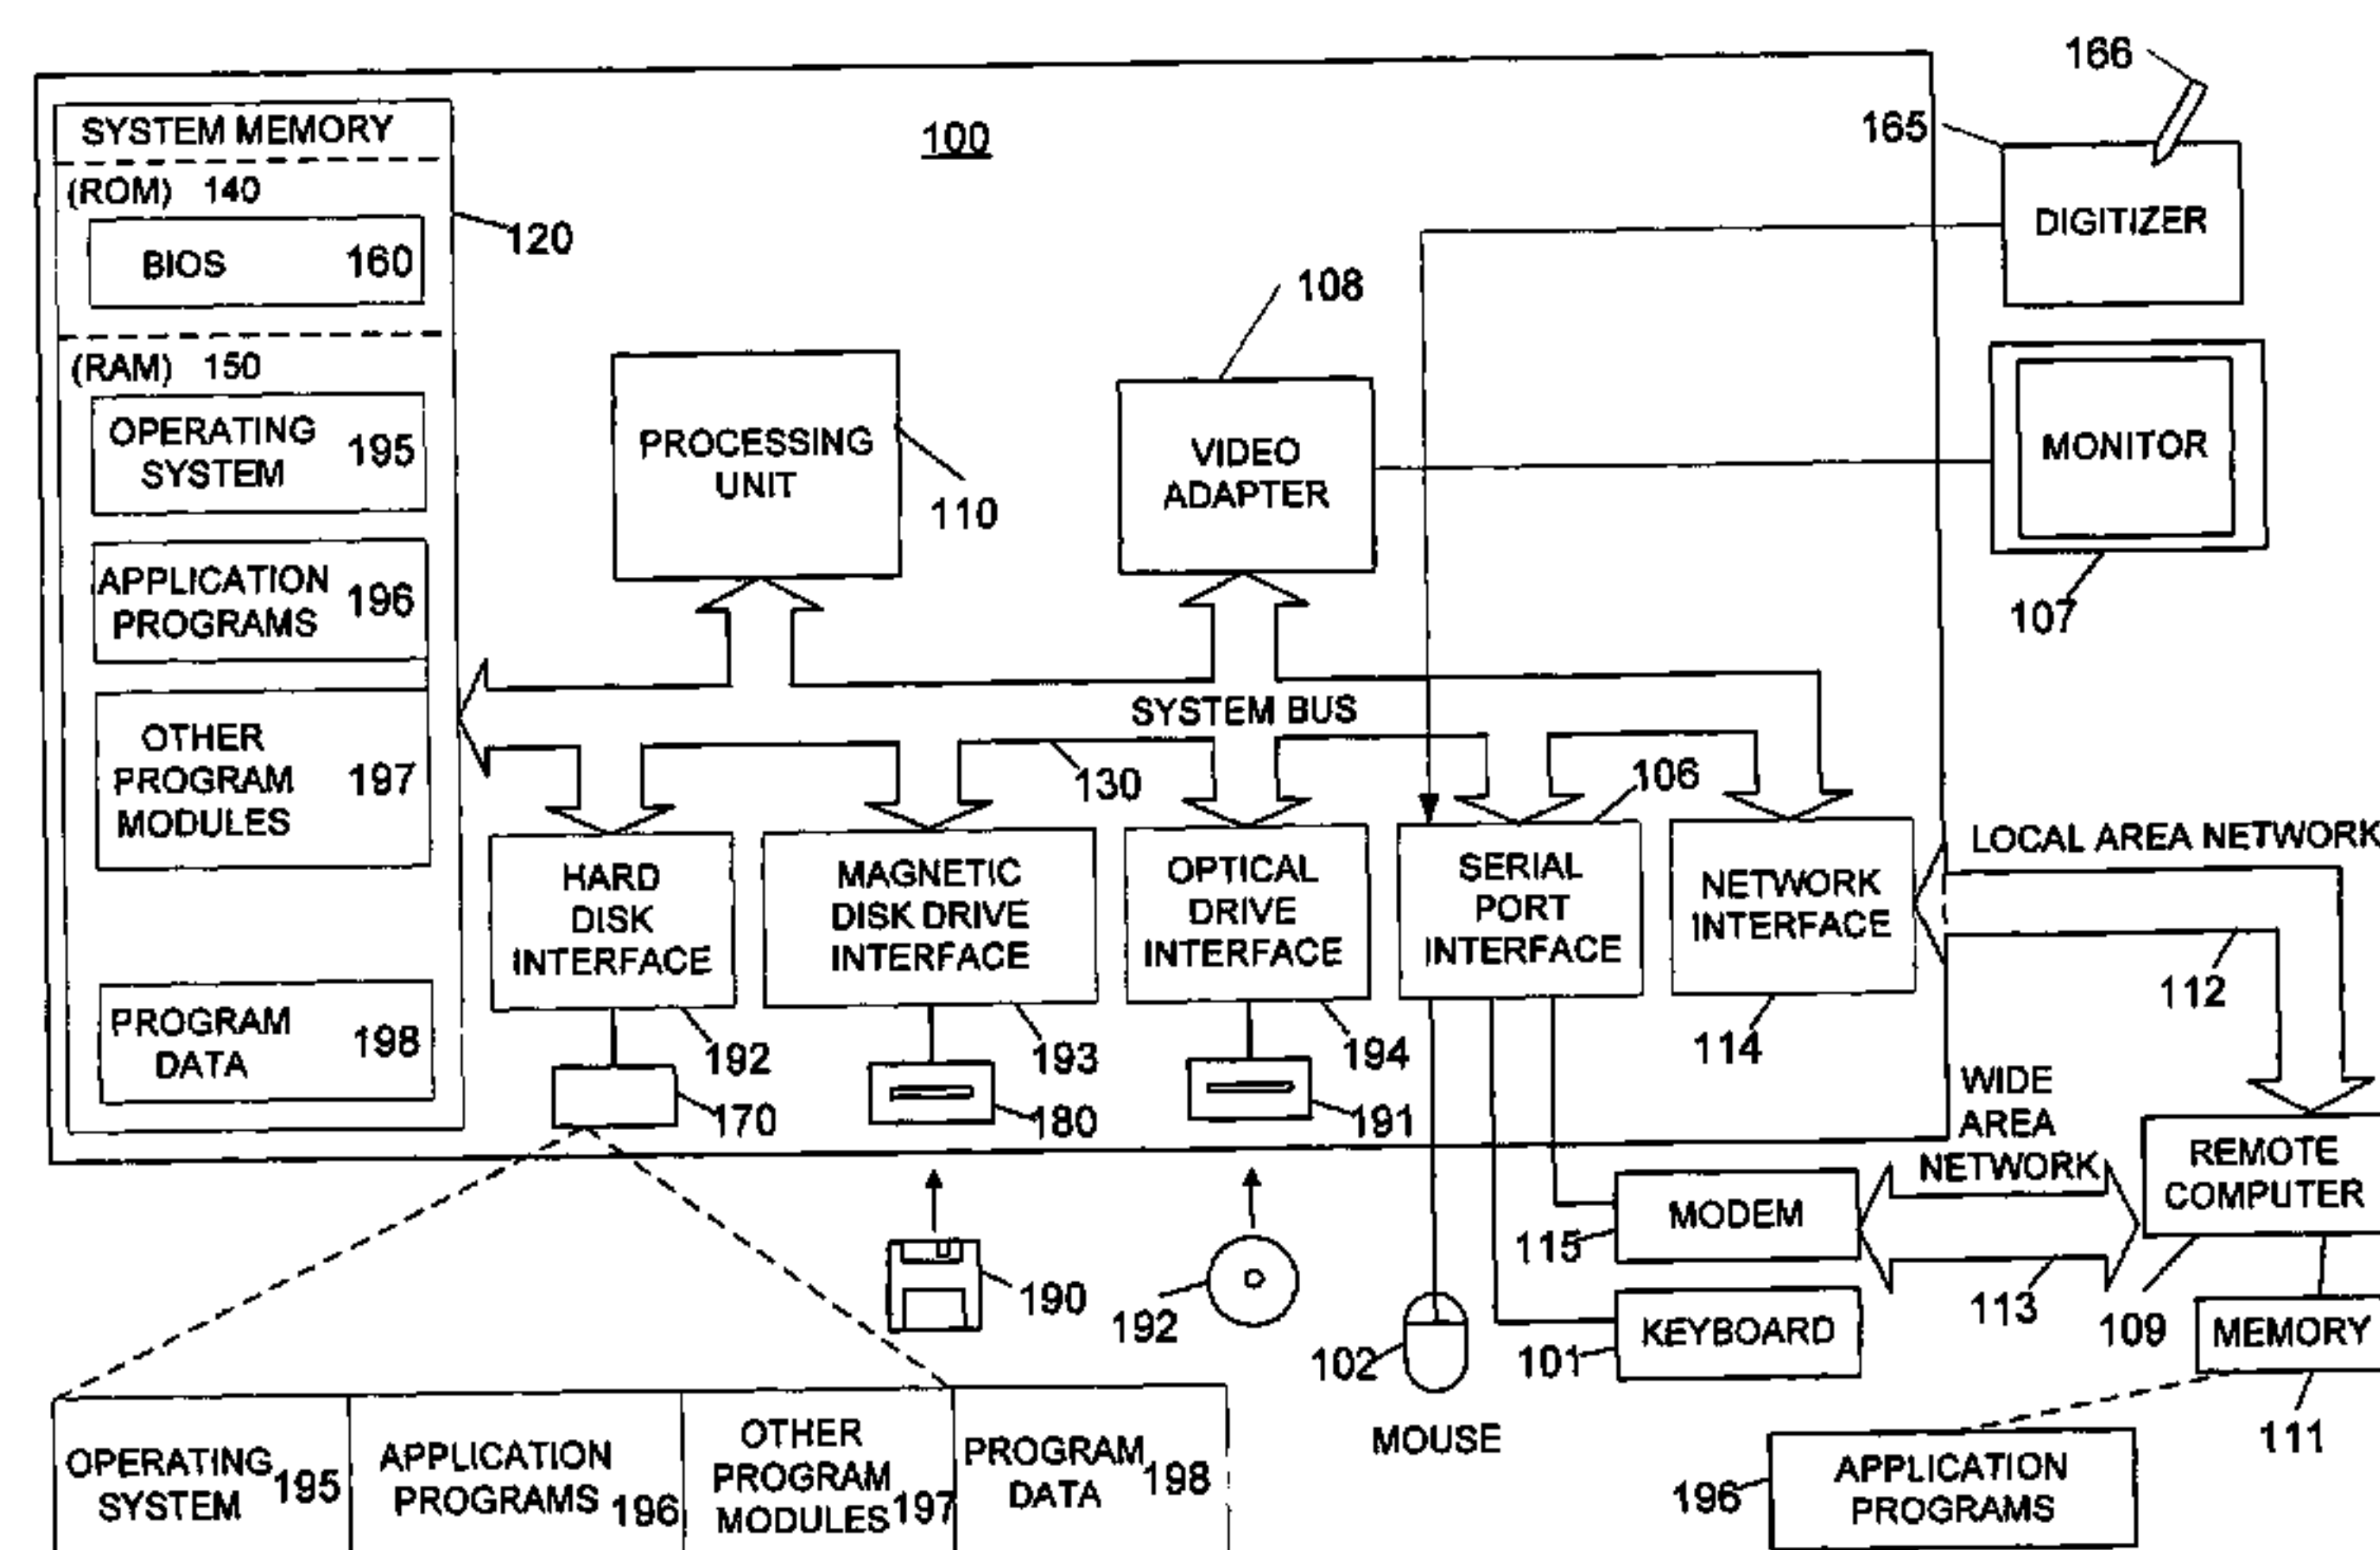 166
165
100
SYSTEM MEMORY
(ROM) 140
BIOS 160
120
DIGITIZER
108
(RAM) 150
OPERATING
SYSTEM
195
PROCESSING
UNIT
110
VIDEO
ADAPTER
MONITOR
107
APPLICATION
PROGRAMS
196
SYSTEM BUS
130
106
OTHER
PROGRAM
MODULES
197
HARD
DISK
INTERFACE
MAGNETIC
DISK DRIVE
INTERFACE
OPTICAL
DRIVE
INTERFACE
SERIAL
PORT
INTERFACE
NETWORK
INTERFACE
LOCAL AREA NETWORK
112
PROGRAM
DATA
198
192
193
194
114
170
180
191
WIDE
AREA
NETWORK
REMOTE
COMPUTER
MODEM
115
190
192
102
101
KEYBOARD
113
109
MEMORY
111
MOUSE
OPERATING
SYSTEM
195
APPLICATION
PROGRAMS
196
OTHER
PROGRAM
MODULES
197
PROGRAM
DATA
198
196
APPLICATION
PROGRAMS